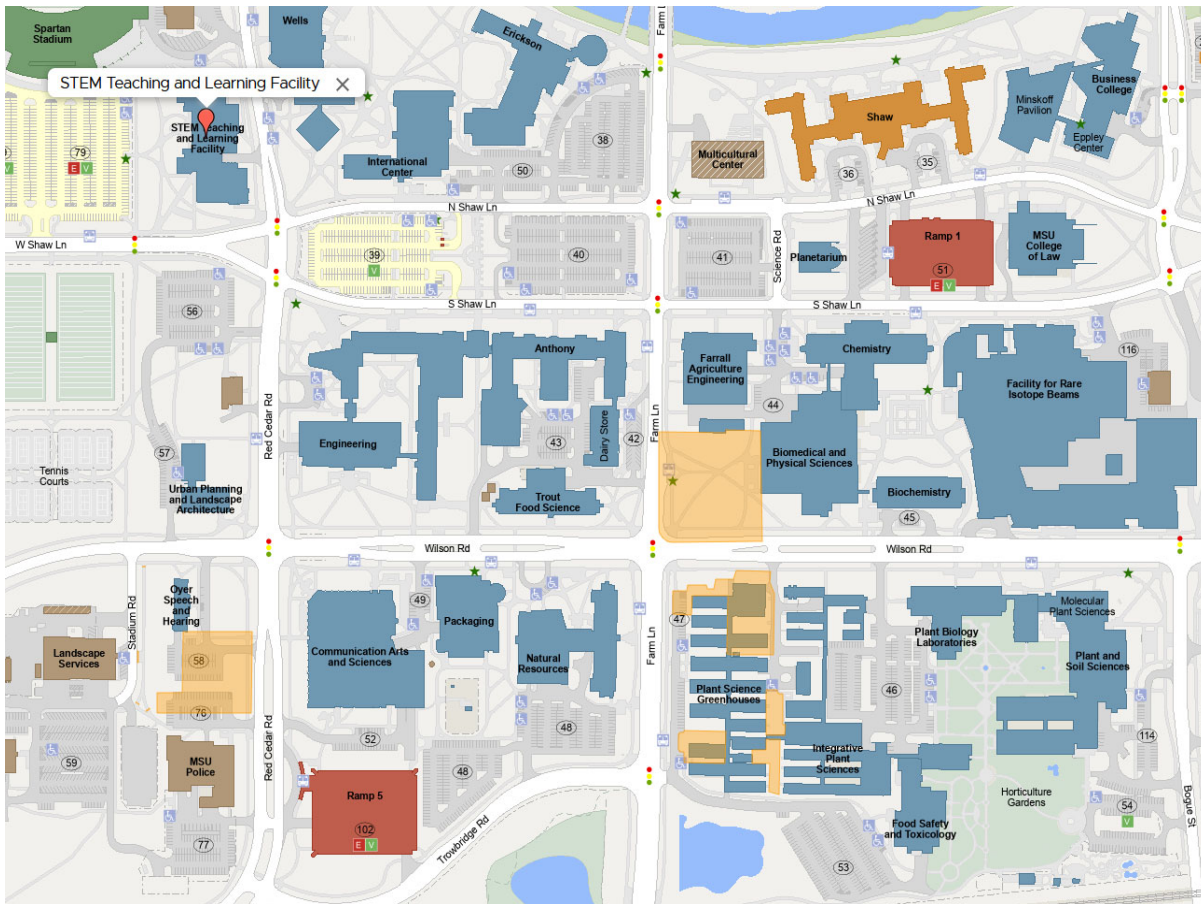 Spartan
Stadium
Wells
Erickson
Farm L
STEM Teaching and Learning Facility
STEM Teaching
and Learning
Facility
79
E V
V
International
Center
50
38
Multicultural
Center
Shaw
36
35
Minskoff
Pavilion
Business
College
Eppley
Center
N Shaw Ln
N Shaw Ln
W Shaw Ln
39
V
40
41
Science Rd
Planetarium
Ramp 1
51
E V
MSU
College
of Law
S Shaw Ln
S Shaw Ln
56
Anthony
Farrall
Agriculture
Engineering
Chemistry
Facility for Rare
Isotope Beams
116
44
Red Cedar Rd
Engineering
43
Dairy Store
42
Farm Ln
Biomedical and
Physical Sciences
57
Tennis
Courts
Urban Planning
and Landscape
Architecture
Trout
Food Science
Biochemistry
45
Wilson Rd
Wilson Rd
Stadium Rd
Oyer
Speech
and
Hearing
49
Packaging
47
Molecular
Plant Sciences
Plant Biology
Laboratories
Landscape
Services
58
Communication Arts
and Sciences
Natural
Resources
Farm Ln
Plant Science
Greenhouses
46
Plant and
Soil Sciences
76
Red Cedar Rd
52
48
48
59
MSU
Police
Integrative
Plant
Sciences
114
Ramp 5
102
E V
Horticulture
Gardens
54
V
Bogue St
Trowbridge Rd
Food Safety
and Toxicology
77
53